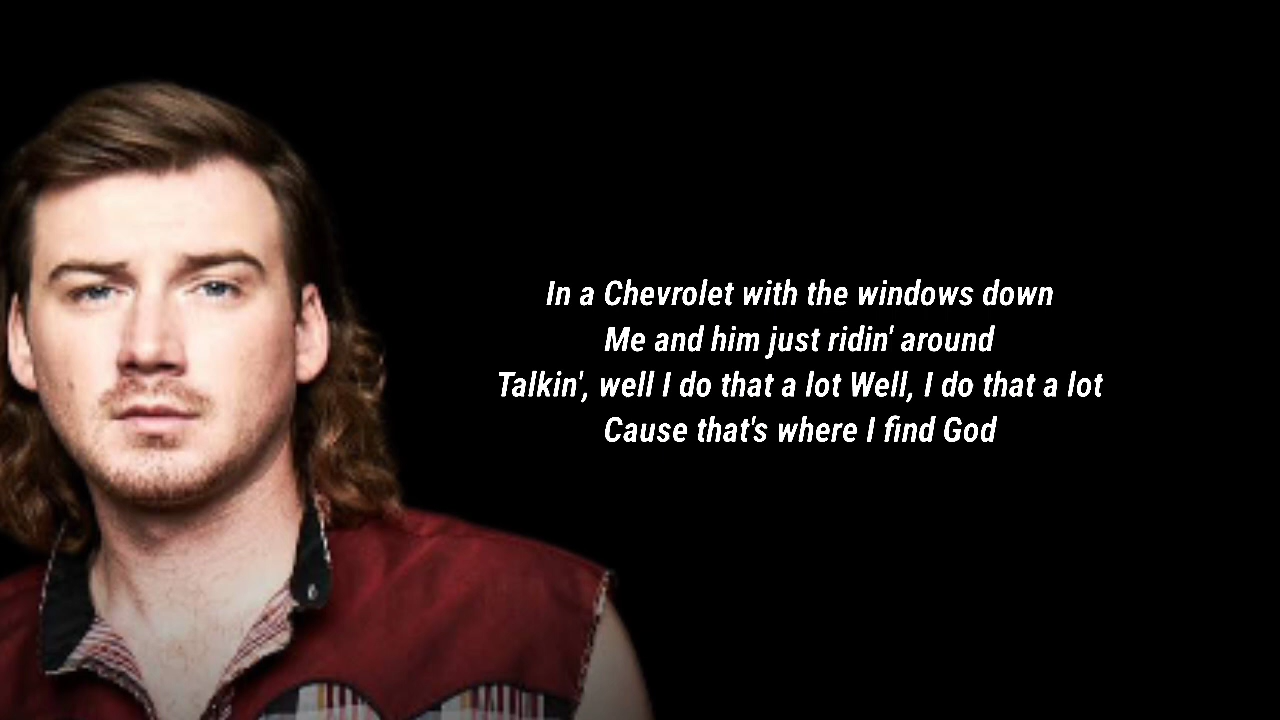 In a Chevrolet with the windows down
Me and him just ridin' around
Talkin', well I do that a lot Well, I do that a lot
Cause that's where I find God